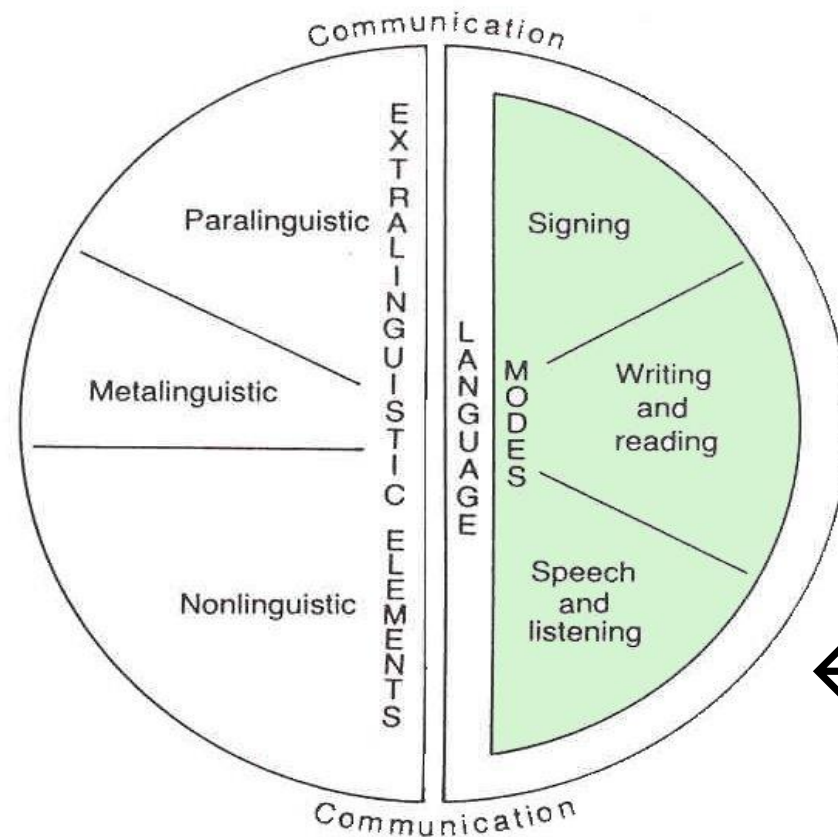 Communication
EXTRALINGUISTIC ELEMENTS
Paralinguistic
Metalinguistic
Nonlinguistic
LANGUAGE
MODES
Signing
Writing
and
reading
Speech
and
listening
Communication